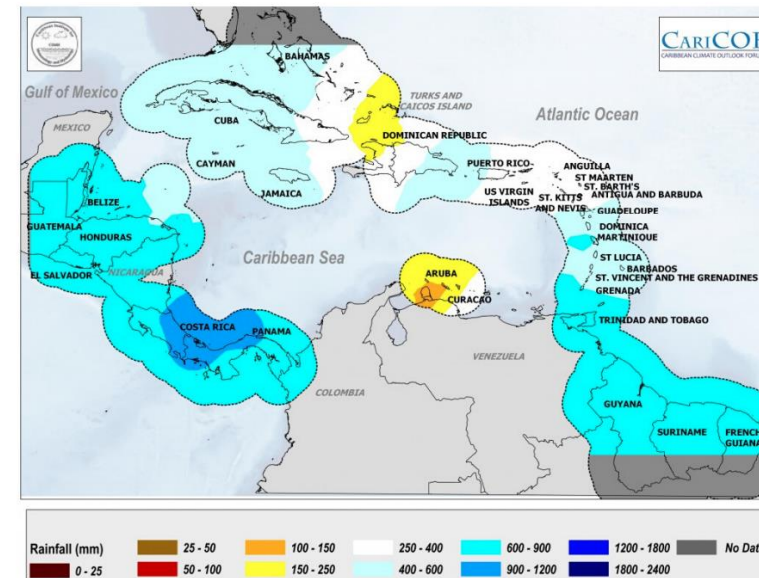 CARICOF
CARIBBEAN CLIMATE OUTLOOK FORUM
BAHAMAS
Gulf of Mexico
TURKS AND
CAICOS ISLAND
Atlantic Ocean
MEXICO
CUBA
DOMINICAN REPUBLIC
CAYMAN
PUERTO RICO
ANGUILLA
ST MAARTEN
ST. BARTH'S
JAMAICA
US VIRGIN
ISLANDS
ST. KITTS
AND NEVIS
ANTIGUA AND BARBUDA
BELIZE
GUADELOUPE
GUATEMALA
DOMINICA
HONDURAS
MARTINIQUE
Caribbean Sea
ST LUCIA
EL SALVADOR
NICARAGUA
ARUBA
BARBADOS
ST. VINCENT AND THE GRENADINES
CURACAO
GRENADA
COSTA RICA
PANAMA
TRINIDAD AND TOBAGO
VENEZUELA
COLOMBIA
GUYANA
SURINAME
FRENCH
GUIANA
Rainfall (mm)
25 - 50
100 - 150
250 - 400
600 - 900
1200 - 1800
No Dat
0 - 25
50 - 100
150 - 250
400 - 600
900 - 1200
1800 - 2400